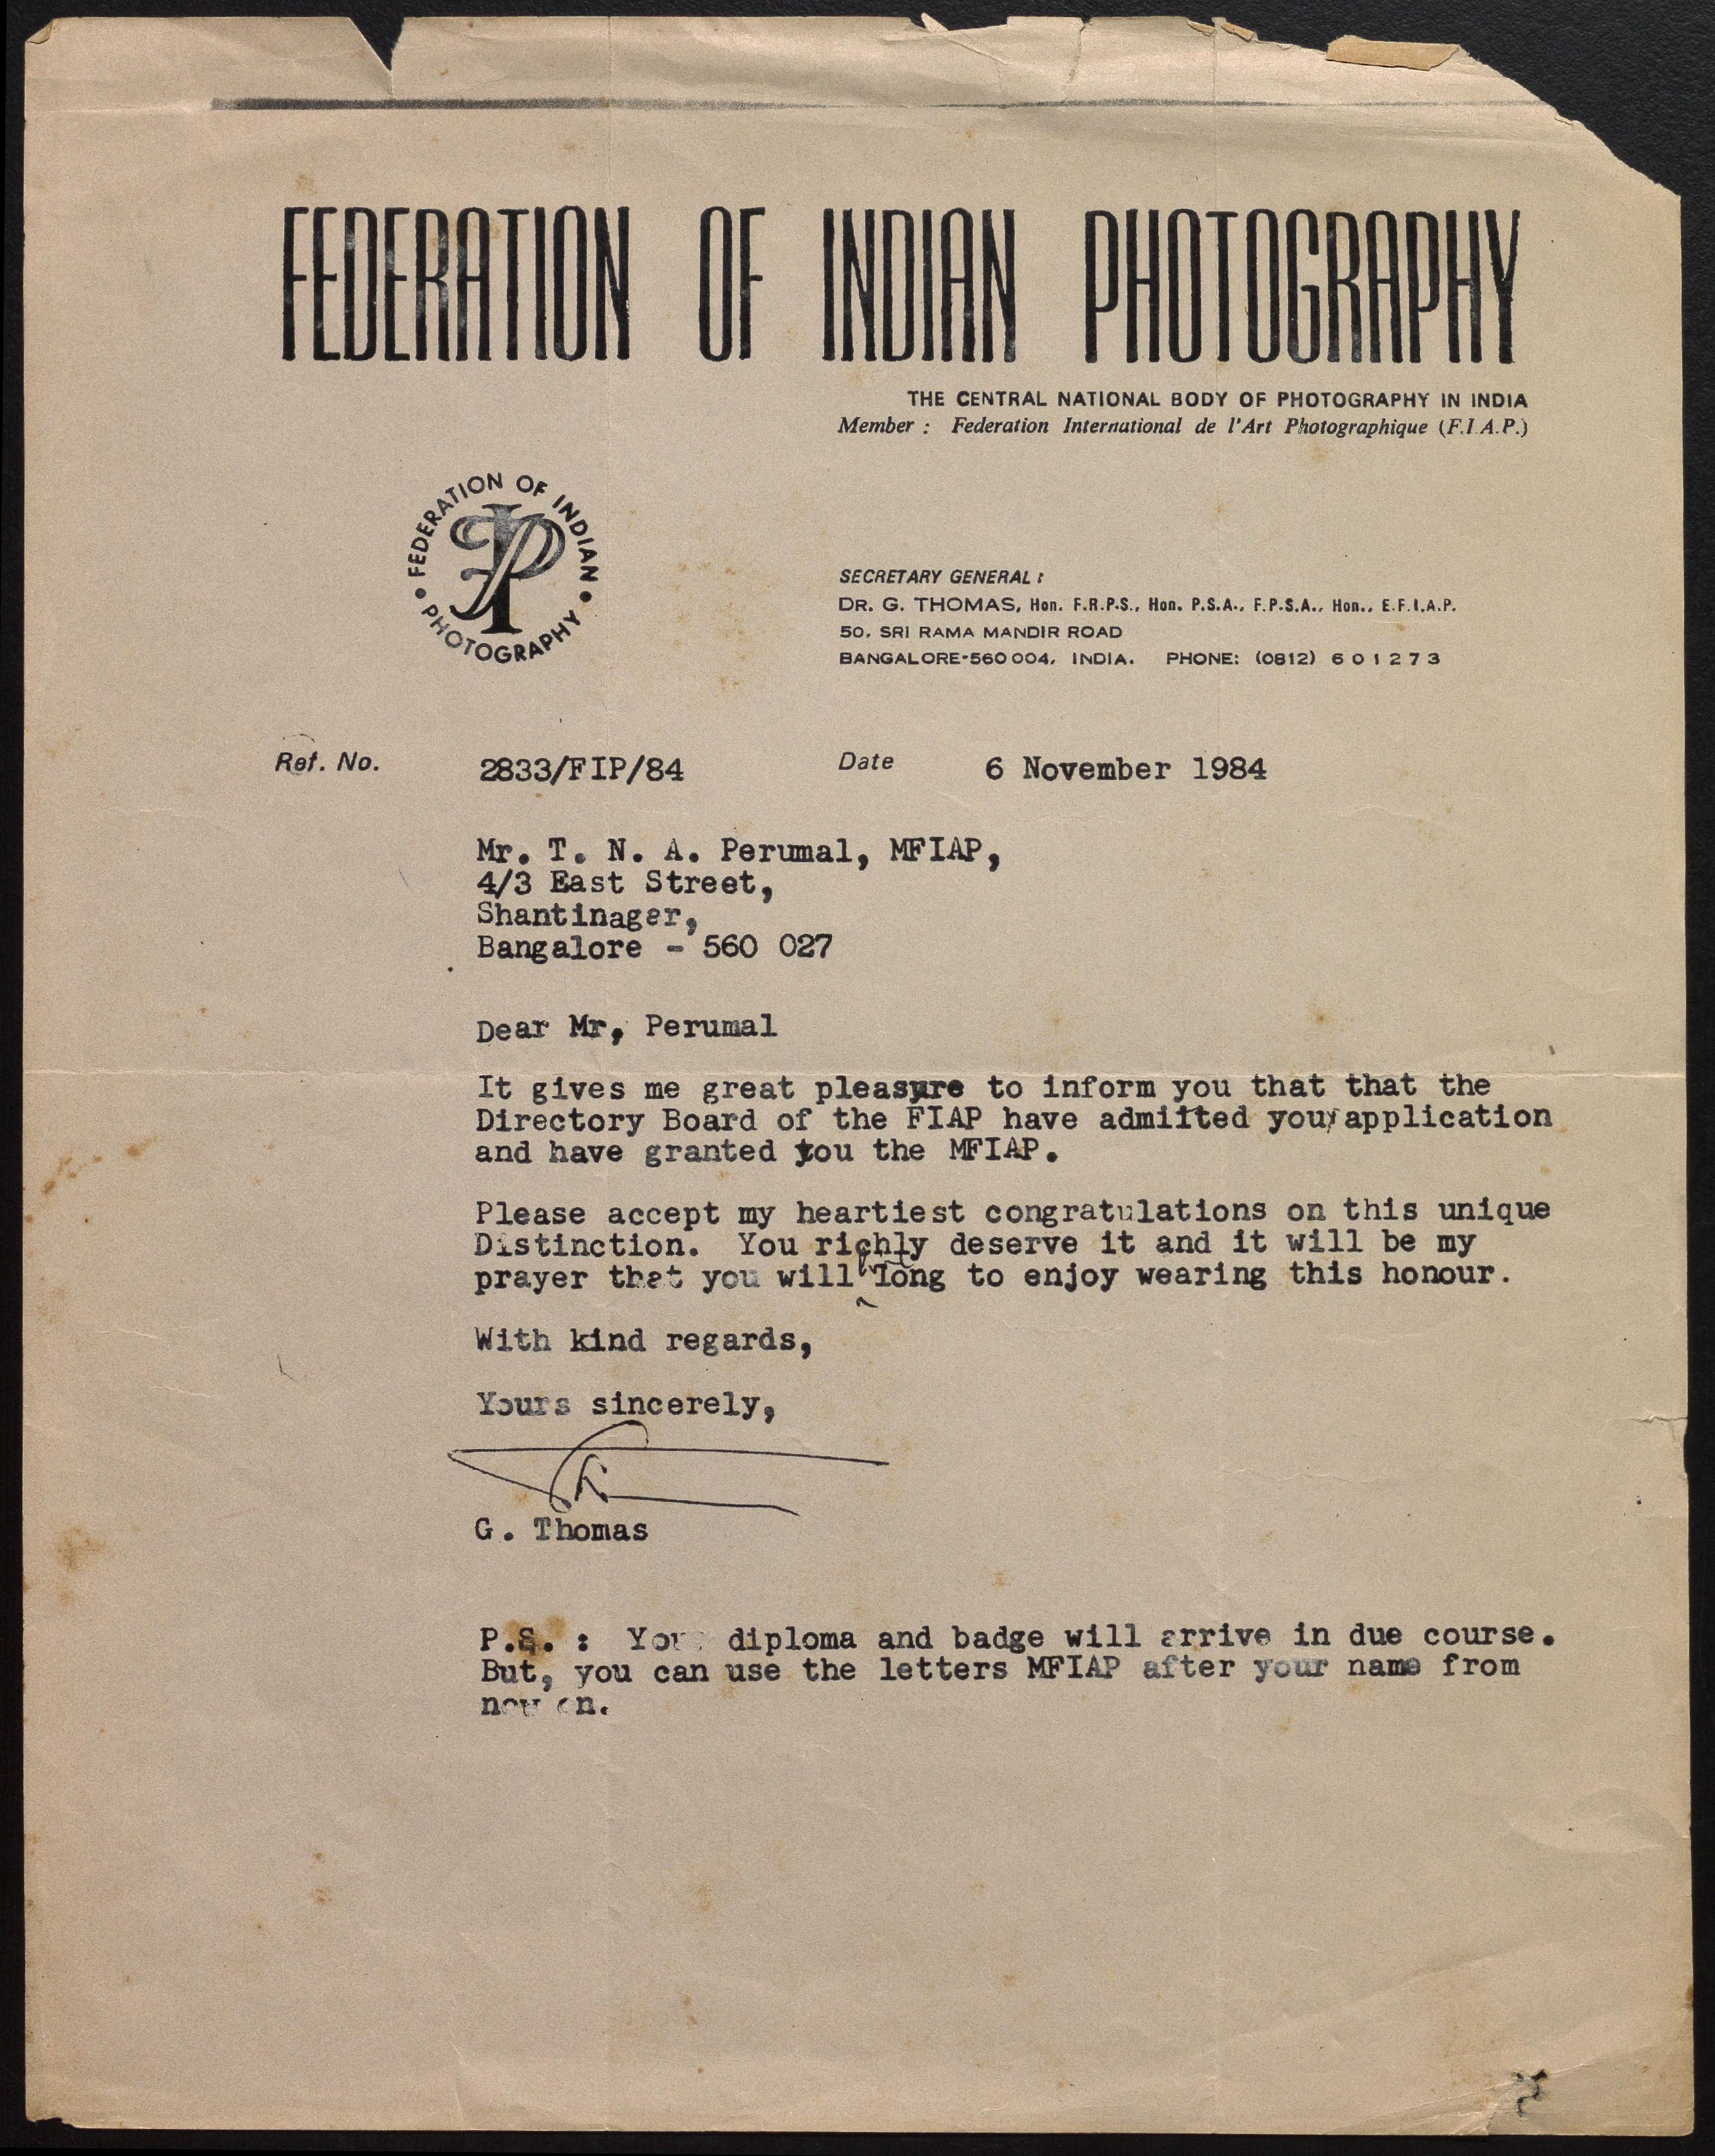 FEDERATION OF INDIAN PHOTOGRAPHY
THE CENTRAL NATIONAL BODY OF PHOTOGRAPHY IN INDIA
Member : Federation International de l'Art Photographique (F.I.A.P.)
FEDERATION OF INDIAN
PHOTOGRAPHY
SECRETARY GENERAL :
DR. G. THOMAS, Hon. F.R.P.S., Hon. P.S.A., F.P.S.A., Hon., E.F.I.A.P.
50, SRI RAMA MANDIR ROAD
BANGALORE-560 004, INDIA. PHONE: (0812) 6 0 1 2 7 3
Ref. No. 2833/FIP/84 Date 6 November 1984
Mr. T. N. A. Perumal, MFIAP,
4/3 East Street,
Shantinagar,
Bangalore - 560 027
Dear Mr, Perumal
It gives me great pleasure to inform you that that the
Directory Board of the FIAP have admitted your application
and have granted you the MFIAP.
Please accept my heartiest congratulations on this unique
Distinction. You richly deserve it and it will be my
prayer that you will long to enjoy wearing this honour.
With kind regards,
Yours sincerely,
G. Thomas
P.S. : Your diploma and badge will arrive in due course.
But, you can use the letters MFIAP after your name from
now on.